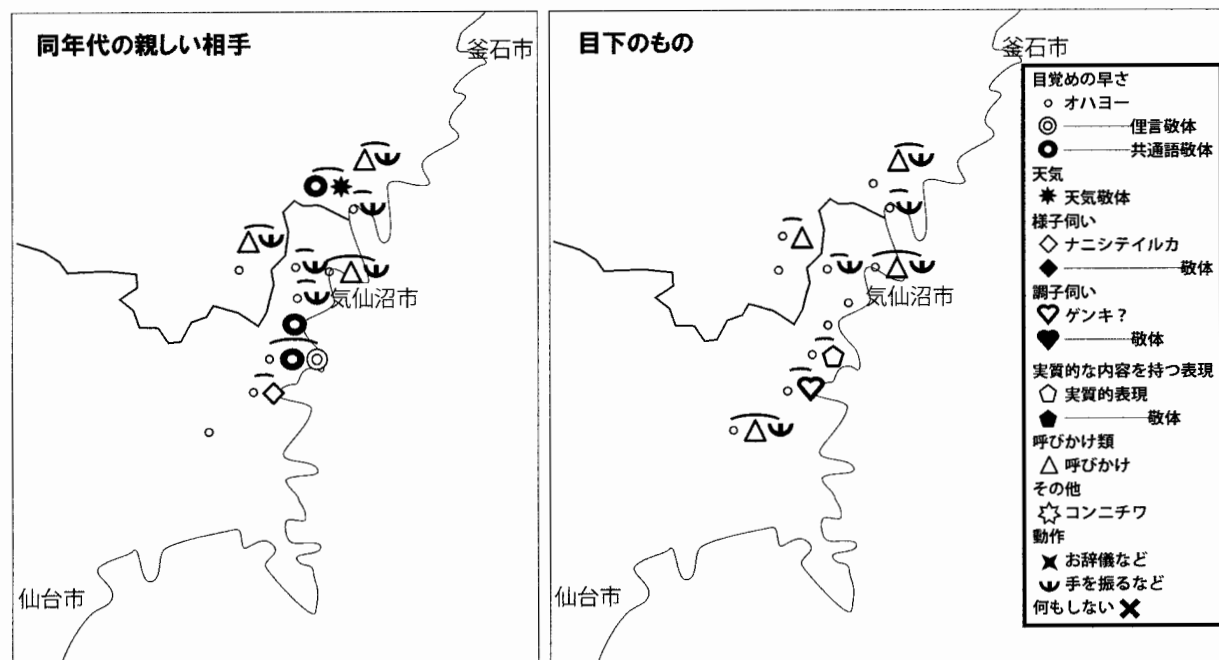 同年代の親しい相手
釜石市
気仙沼市
仙台市
目下のもの
釜石市
気仙沼市
仙台市
目覚めの早さ
オハヨー
―――俚言敬体
―――共通語敬体
天気
天気敬体
様子伺い
ナニシテイルカ
―――――敬体
調子伺い
ゲンキ？
―――敬体
実質的な内容を持つ表現
実質的表現
――――敬体
呼びかけ類
呼びかけ
その他
コンニチワ
動作
お辞儀など
手を振るなど
何もしない